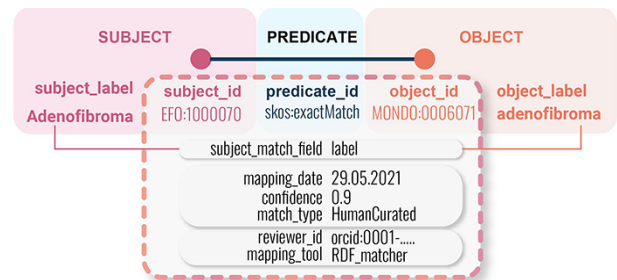 SUBJECT PREDICATE OBJECT
subject_label subject_id predicate_id object_id object_label
Adenofibroma EFO:1000070 skos:exactMatch MONDO:0006071 adenofibroma
subject_match_field label
mapping_date 29.05.2021
confidence 0.9
match_type HumanCurated
reviewer_id orcid:0001-.....
mapping_tool RDF_matcher